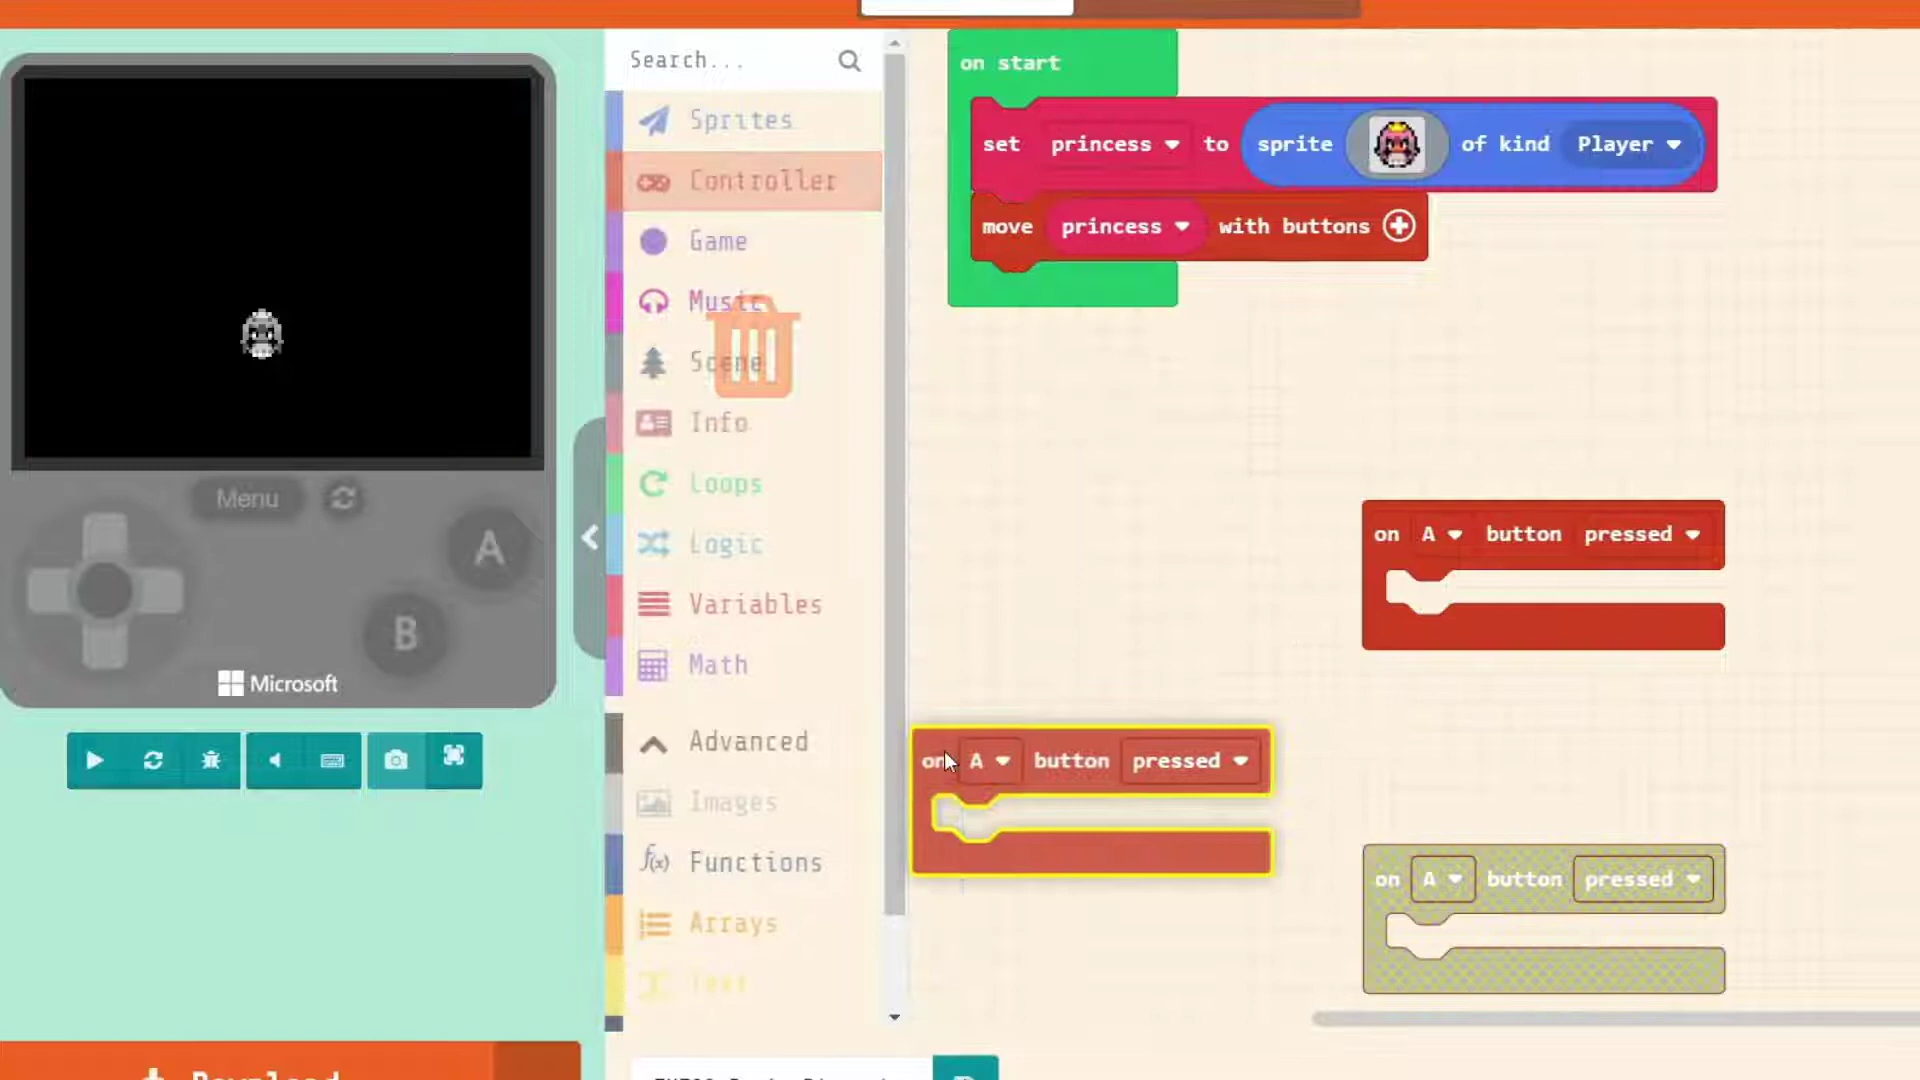 Search...
on start
Sprites
set princess to sprite of kind Player
Controller
move princess with buttons
Game
Music
Scene
Info
Loops
Menu
Logic
on A button pressed
A
Variables
B
Math
Microsoft
Advanced
on A button pressed
Images
Functions
f(x)
on A button pressed
Arrays
Text
Download